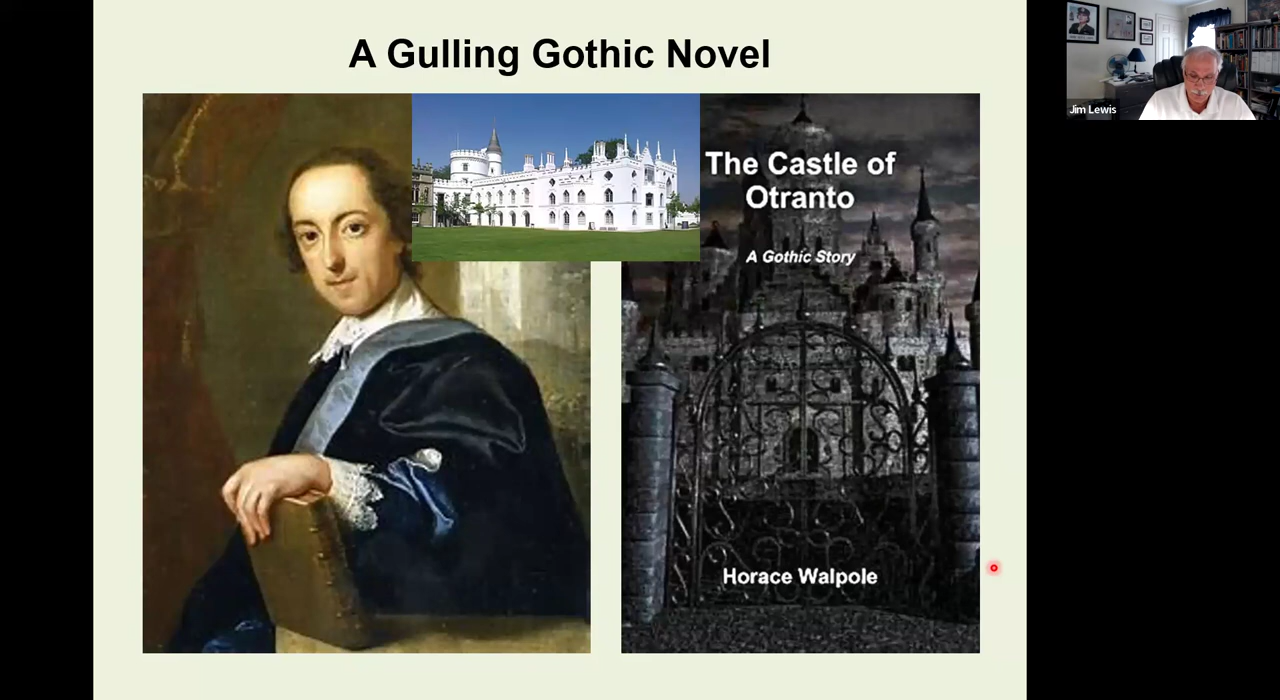 A Gulling Gothic Novel
The Castle of
Otranto
A Gothic Story
Horace Walpole
Jim Lewis